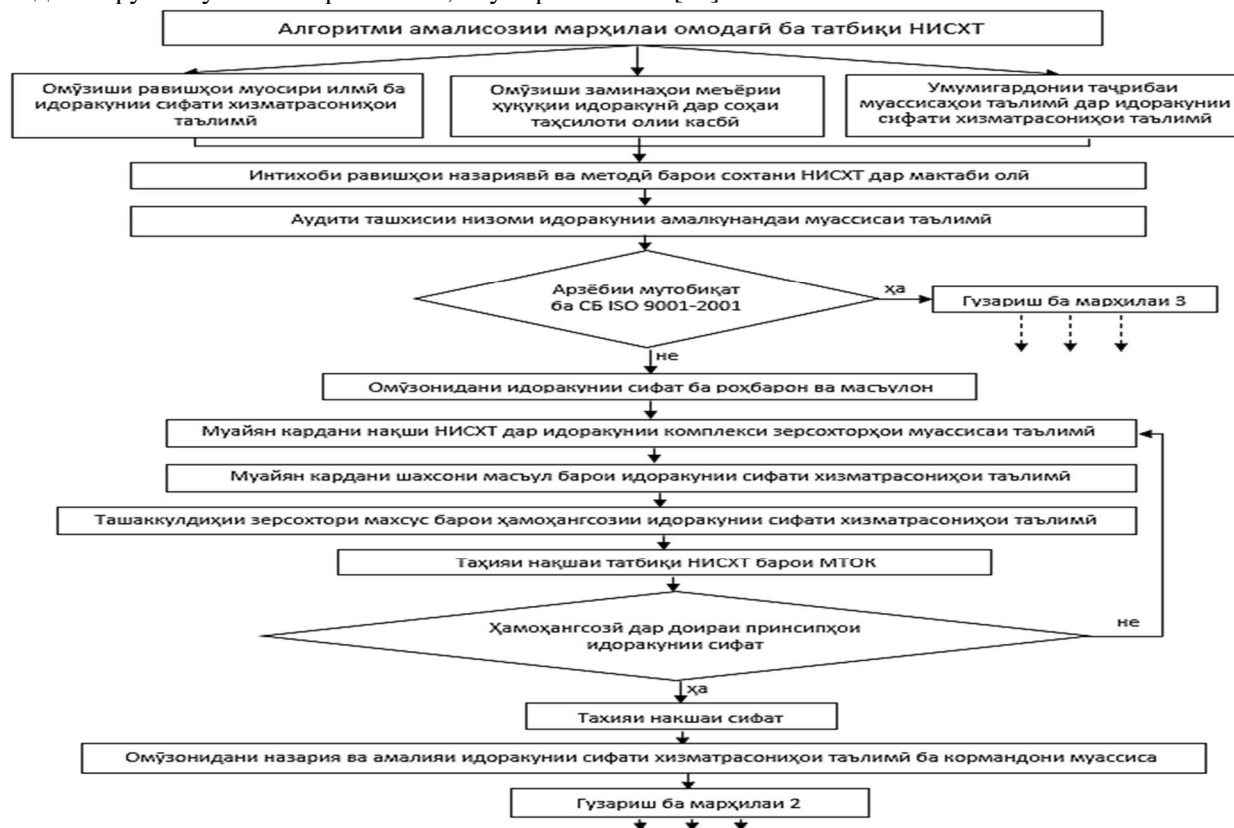 Алгоритми амалисозии марҳилаи омодагӣ ба татбиқи НИСХТ
Омӯзиши равишҳои муосири илмӣ ба
идоракунии сифати хизматрасониҳои
таълимӣ
Омӯзиши заминаҳои меъёрии
ҳуқуқии идоракунӣ дар соҳаи
таҳсилоти олии касбӣ
Умумигардонии таҷрибаи
муассисаҳои таълимӣ дар идоракунии
сифати хизматрасониҳои таълимӣ
Интихоби равишҳои назариявӣ ва методӣ барои сохтани НИСХТ дар мактаби олӣ
Аудити ташхисии низоми идоракунии амалкунандаи муассисаи таълимӣ
Арзёбии мутобиқат
ба СБ ISO 9001-2001
ҳа
Гузариш ба марҳилаи 3
не
Омӯзонидани идоракунии сифат ба роҳбарон ва масъулон
Муайян кардани нақши НИСХТ дар идоракунии комплекси зерсохторҳои муассисаи таълимӣ
Муайян кардани шахсони масъул барои идоракунии сифати хизматрасониҳои таълимӣ
Ташаккулдиҳии зерсохтори махсус барои ҳамоҳангсозии идоракунии сифати хизматрасониҳои таълимӣ
Таҳияи нақшаи татбиқи НИСХТ барои МТОК
Ҳамоҳангсозӣ дар доираи принсипҳои
идоракунии сифат
не
ҳа
Тахияи накшаи сифат
Омӯзонидани назария ва амалияи идоракунии сифати хизматрасониҳои таълимӣ ба кормандони муассиса
Гузариш ба марҳилаи 2